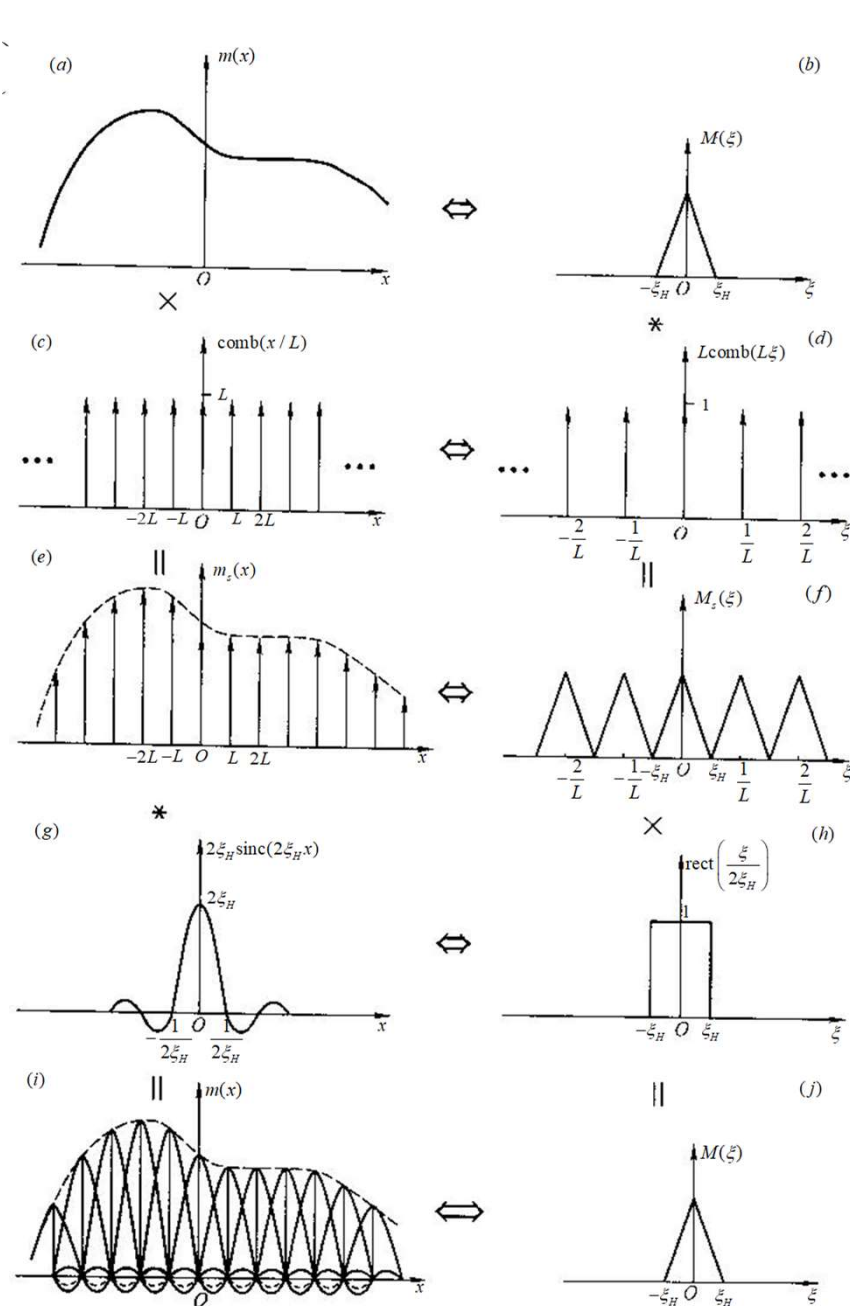 (a) m(x) (b)
M(ξ)
O x −ξ_H O ξ_H ξ
× *
(c) comb(x / L) Lcomb(Lξ) (d)
L 1
••• ••• ••• •••
−2L −L O L 2L x −2/L −1/L O 1/L 2/L ξ
(e) || m_s(x) || M_s(ξ) (f)
−2L −L O L 2L x −2/L −1/L −ξ_H O ξ_H 1/L 2/L ξ
* ×
(g) 2ξ_H sinc(2ξ_H x) rect(ξ/2ξ_H) (h)
2ξ_H 1
−1/2ξ_H O 1/2ξ_H x −ξ_H O ξ_H ξ
(i) || m(x) || (j)
M(ξ)
O x −ξ_H O ξ_H ξ